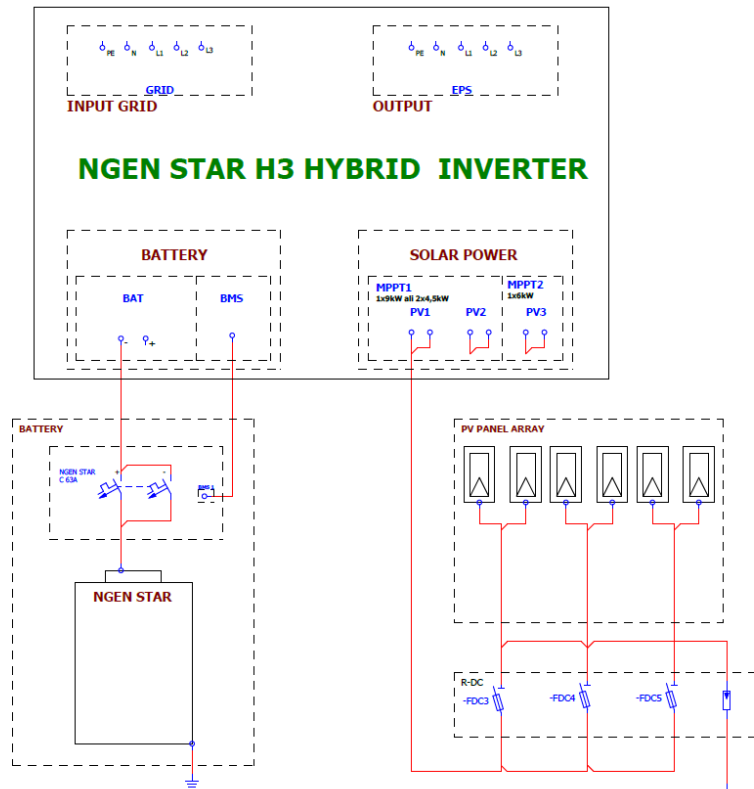 PE N L1 L2 L3
GRID
INPUT GRID
PE N L1 L2 L3
EPS
OUTPUT
NGEN STAR H3 HYBRID INVERTER
BATTERY
BAT
BMS
- +
SOLAR POWER
MPPT1
1x9kW ali 2x4,5kW
PV1
PV2
MPPT2
1x6kW
PV3
BATTERY
NGEN STAR
C 63A
+ -
BMS 1
NGEN STAR
PV PANEL ARRAY
R-DC
-FDC3
-FDC4
-FDC5